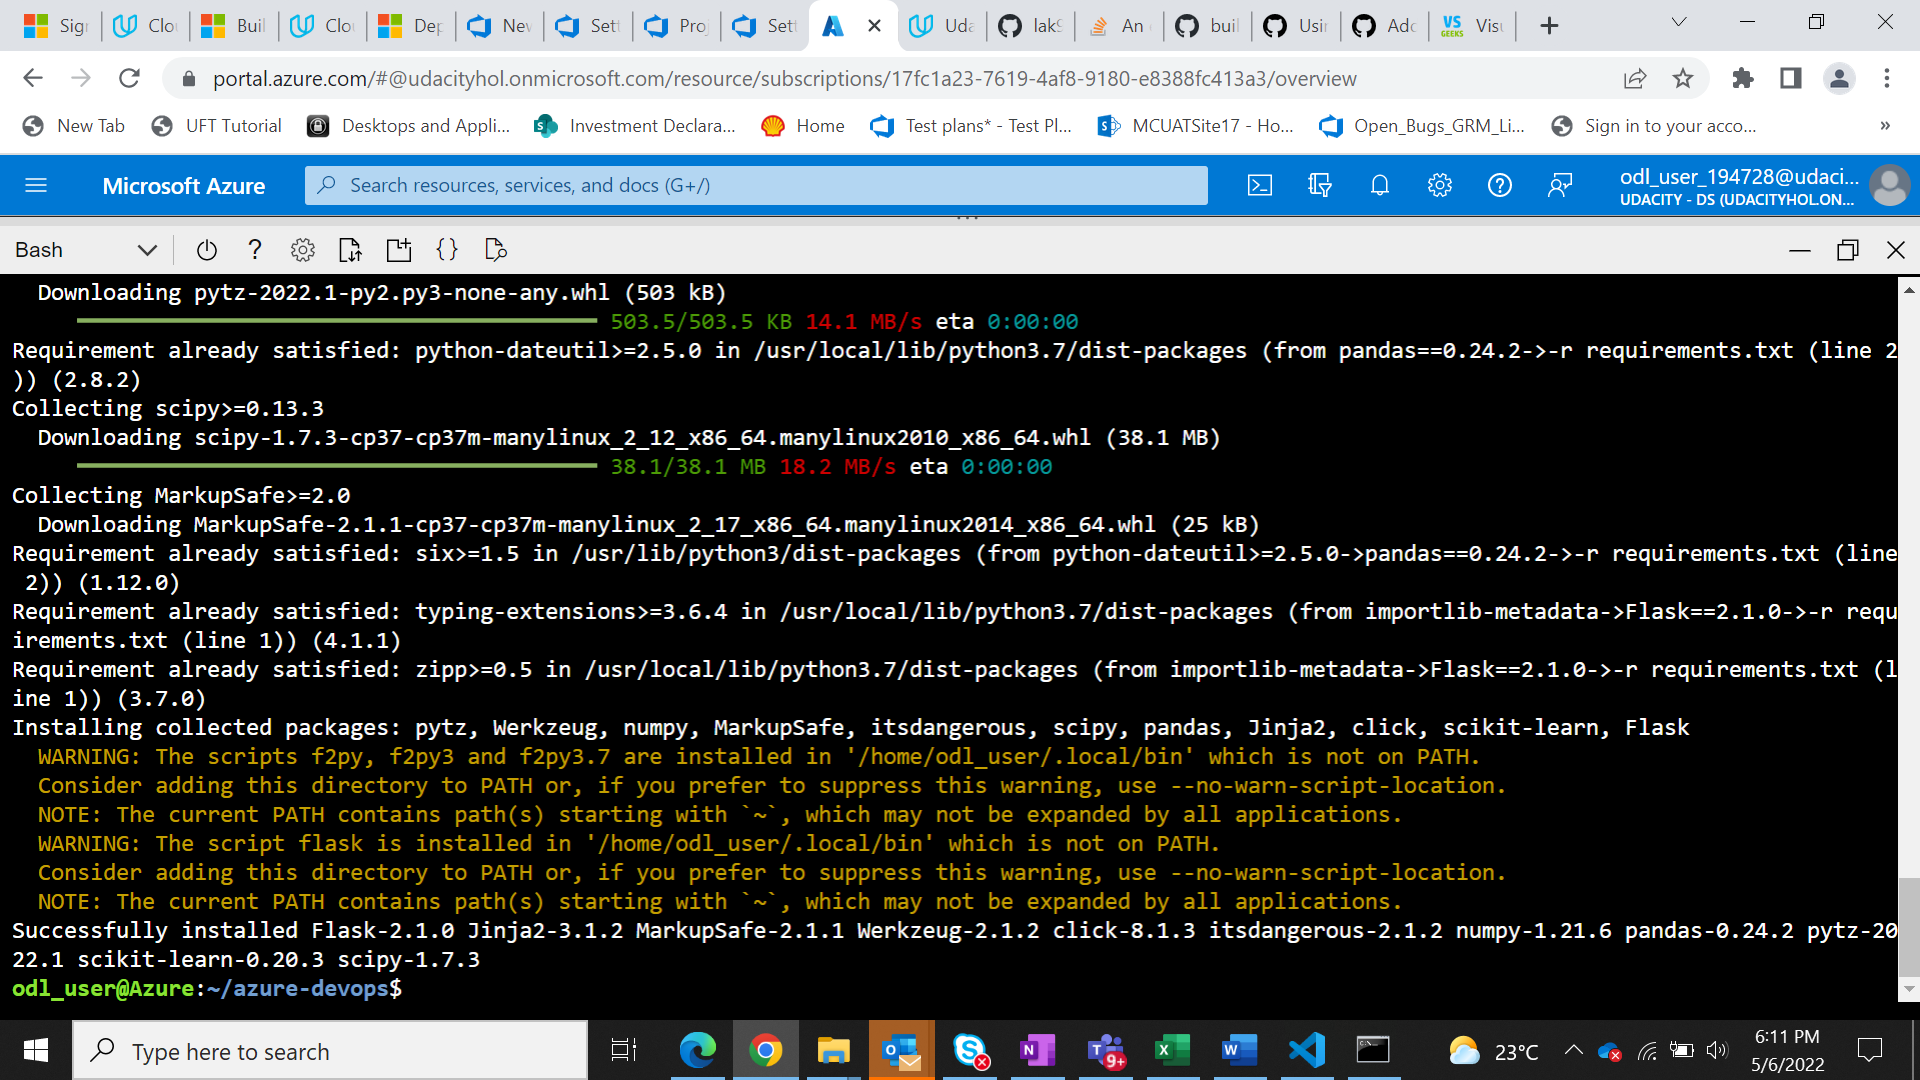 Sign
Clou
Buil
Clou
Dep
New
Sett
Proj
Sett
Uda
lak9
An
buil
Usin
Add
VS GEEKS
Visu
portal.azure.com/#@udacityhol.onmicrosoft.com/resource/subscriptions/17fc1a23-7619-4af8-9180-e8388fc413a3/overview
New Tab
UFT Tutorial
Desktops and Appli...
Investment Declara...
Home
Test plans* - Test Pl...
MCUATSite17 - Ho...
Open_Bugs_GRM_Li...
Sign in to your acco...
»
Microsoft Azure
Search resources, services, and docs (G+/)
odl_user_194728@udaci...
UDACITY - DS (UDACITYHOL.ON...
Bash
Downloading pytz-2022.1-py2.py3-none-any.whl (503 kB)
503.5/503.5 KB 14.1 MB/s eta 0:00:00
Requirement already satisfied: python-dateutil>=2.5.0 in /usr/local/lib/python3.7/dist-packages (from pandas==0.24.2->-r requirements.txt (line 2
)) (2.8.2)
Collecting scipy>=0.13.3
Downloading scipy-1.7.3-cp37-cp37m-manylinux_2_12_x86_64.manylinux2010_x86_64.whl (38.1 MB)
38.1/38.1 MB 18.2 MB/s eta 0:00:00
Collecting MarkupSafe>=2.0
Downloading MarkupSafe-2.1.1-cp37-cp37m-manylinux_2_17_x86_64.manylinux2014_x86_64.whl (25 kB)
Requirement already satisfied: six>=1.5 in /usr/lib/python3/dist-packages (from python-dateutil>=2.5.0->pandas==0.24.2->-r requirements.txt (line
2)) (1.12.0)
Requirement already satisfied: typing-extensions>=3.6.4 in /usr/local/lib/python3.7/dist-packages (from importlib-metadata->Flask==2.1.0->-r requ
irements.txt (line 1)) (4.1.1)
Requirement already satisfied: zipp>=0.5 in /usr/local/lib/python3.7/dist-packages (from importlib-metadata->Flask==2.1.0->-r requirements.txt (l
ine 1)) (3.7.0)
Installing collected packages: pytz, Werkzeug, numpy, MarkupSafe, itsdangerous, scipy, pandas, Jinja2, click, scikit-learn, Flask
WARNING: The scripts f2py, f2py3 and f2py3.7 are installed in '/home/odl_user/.local/bin' which is not on PATH.
Consider adding this directory to PATH or, if you prefer to suppress this warning, use --no-warn-script-location.
NOTE: The current PATH contains path(s) starting with `~`, which may not be expanded by all applications.
WARNING: The script flask is installed in '/home/odl_user/.local/bin' which is not on PATH.
Consider adding this directory to PATH or, if you prefer to suppress this warning, use --no-warn-script-location.
NOTE: The current PATH contains path(s) starting with `~`, which may not be expanded by all applications.
Successfully installed Flask-2.1.0 Jinja2-3.1.2 MarkupSafe-2.1.1 Werkzeug-2.1.2 click-8.1.3 itsdangerous-2.1.2 numpy-1.21.6 pandas-0.24.2 pytz-20
22.1 scikit-learn-0.20.3 scipy-1.7.3
odl_user@Azure:~/azure-devops$
Type here to search
9+
23°C
6:11 PM
5/6/2022